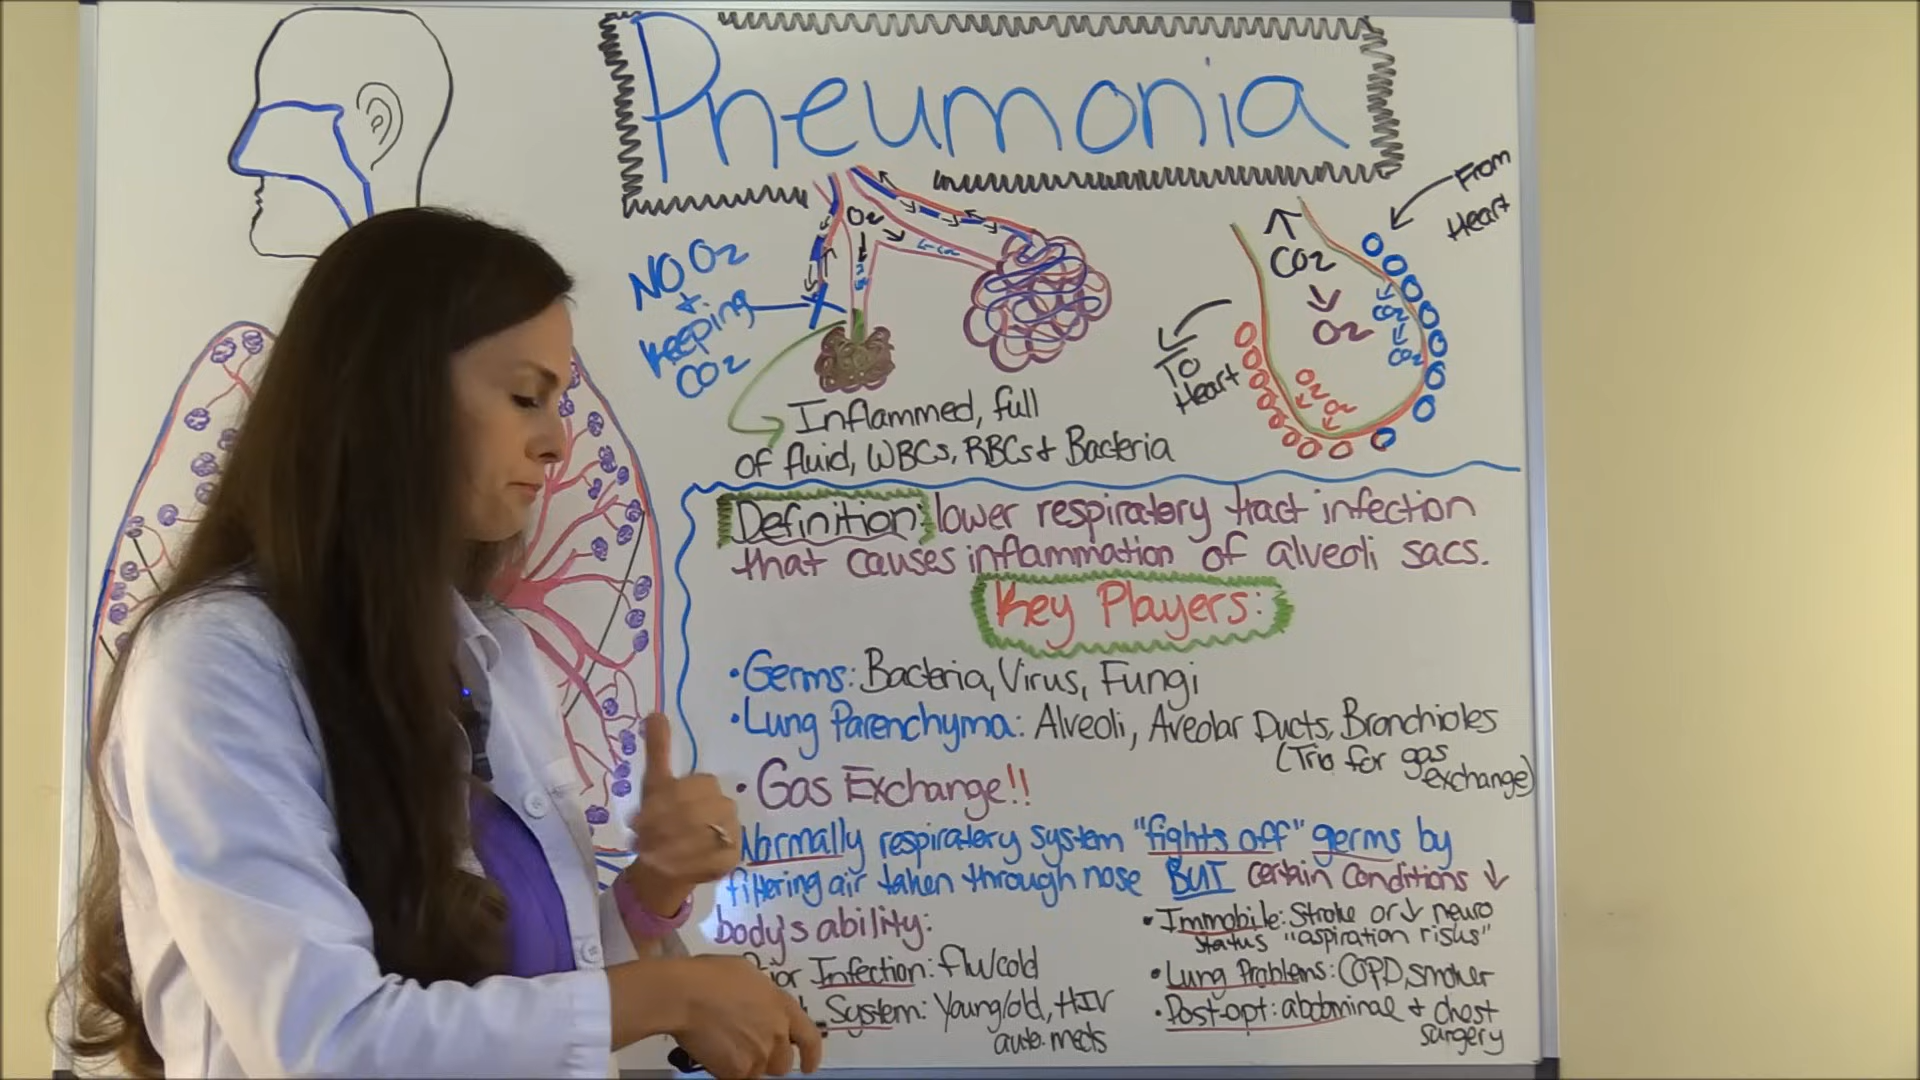 Pneumonia
From
Heart
O2
NO O2
+
Keeping
CO2
CO2
O2
CO2
CO2
To
Heart
O2
O2
Inflammed, full
of fluid, WBCs, RBCs + Bacteria
Definition: lower respiratory tract infection
that causes inflammation of alveoli sacs.
Key Players:
• Germs: Bacteria, Virus, Fungi
• Lung Parenchyma: Alveoli, Aveolar Ducts, Bronchioles
(Trio for gas
exchange)
• Gas Exchange!!
Normally respiratory system "fights off" germs by
filtering air taken through nose BUT certain conditions ↓
body's ability:
Infection: flu/cold
System: Young/old, HIV
auto. meds
• Immobile: Stroke or ↓ neuro
status "aspiration risks"
• Lung Problems: COPD, smoker
• Post-opt: abdominal + chest
surgery